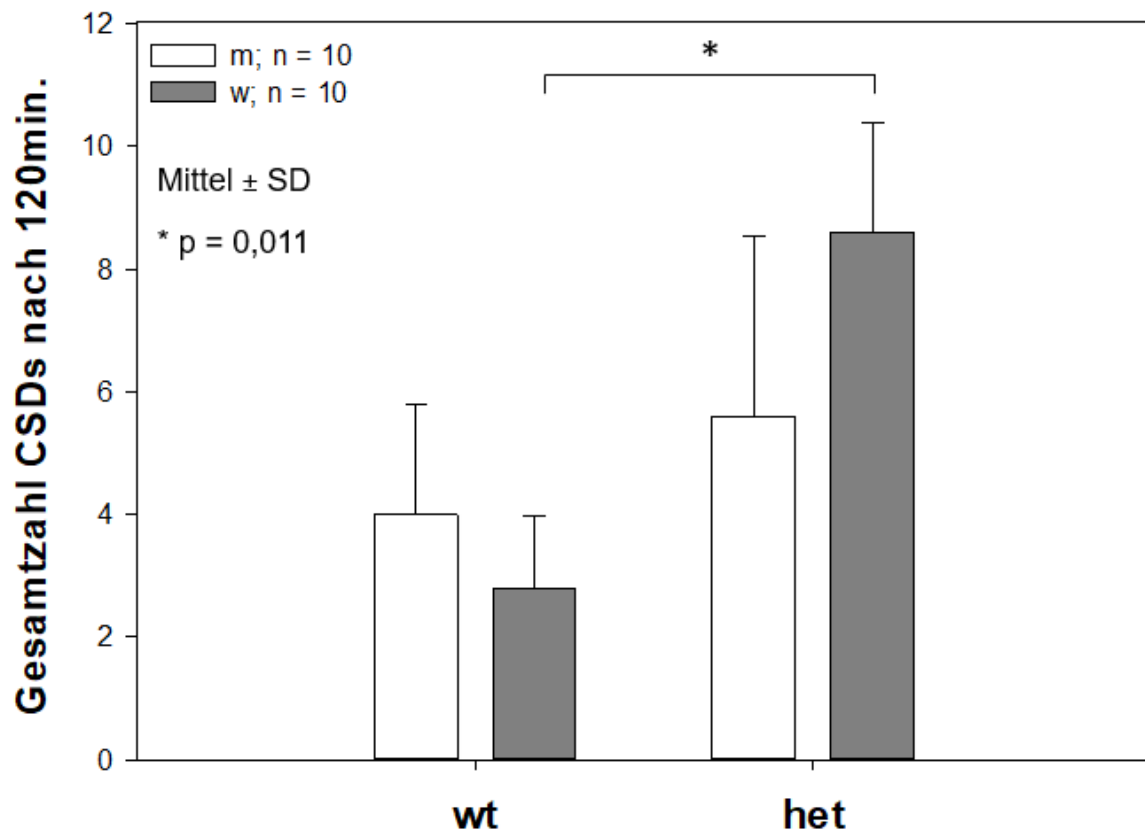 Gesamtzahl CSDs nach 120min.
12
10
8
6
4
2
0
m; n = 10
w; n = 10
Mittel ± SD
* p = 0,011
*
wt
het